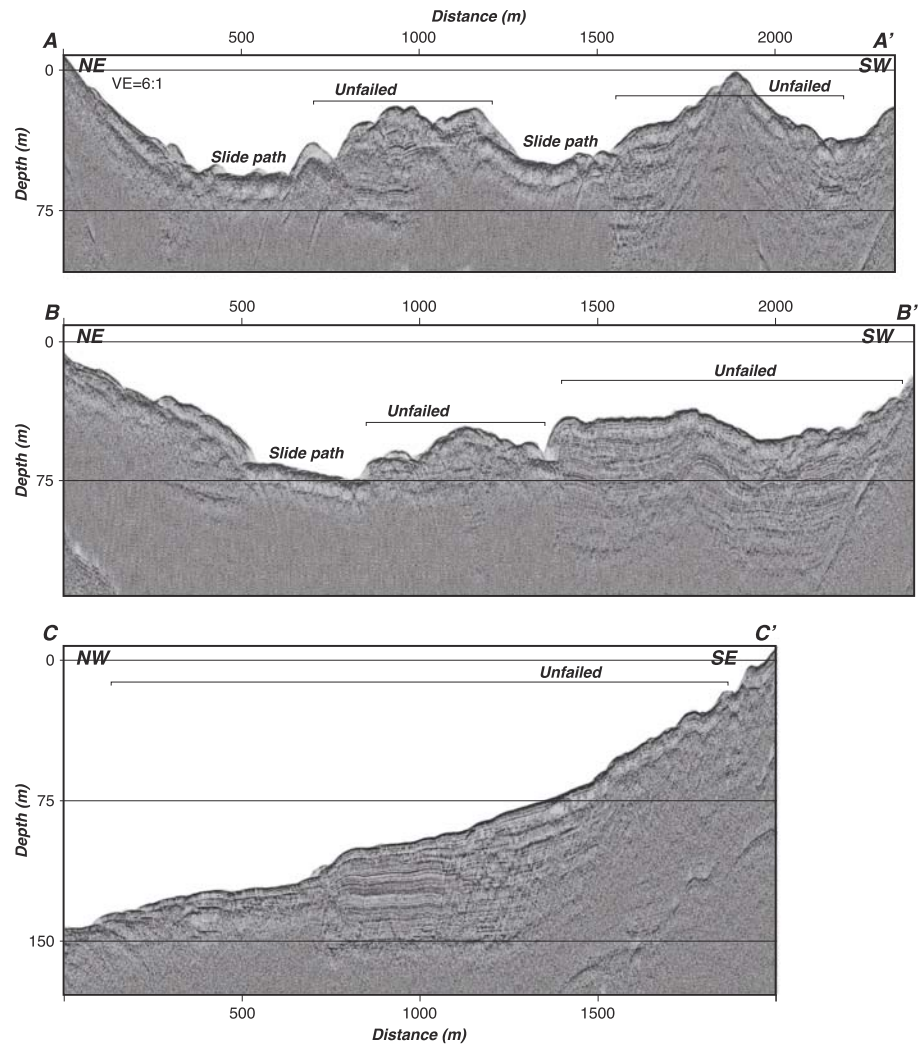 Distance (m)
A 500 1000 1500 2000 A'
0 NE SW
VE=6:1
Unfailed
Unfailed
Slide path
Slide path
Depth (m)
75
B 500 1000 1500 2000 B'
0 NE SW
Unfailed
Unfailed
Slide path
Depth (m)
75
C C'
0 NW SE
Unfailed
75
Depth (m)
150
500 1000 1500
Distance (m)